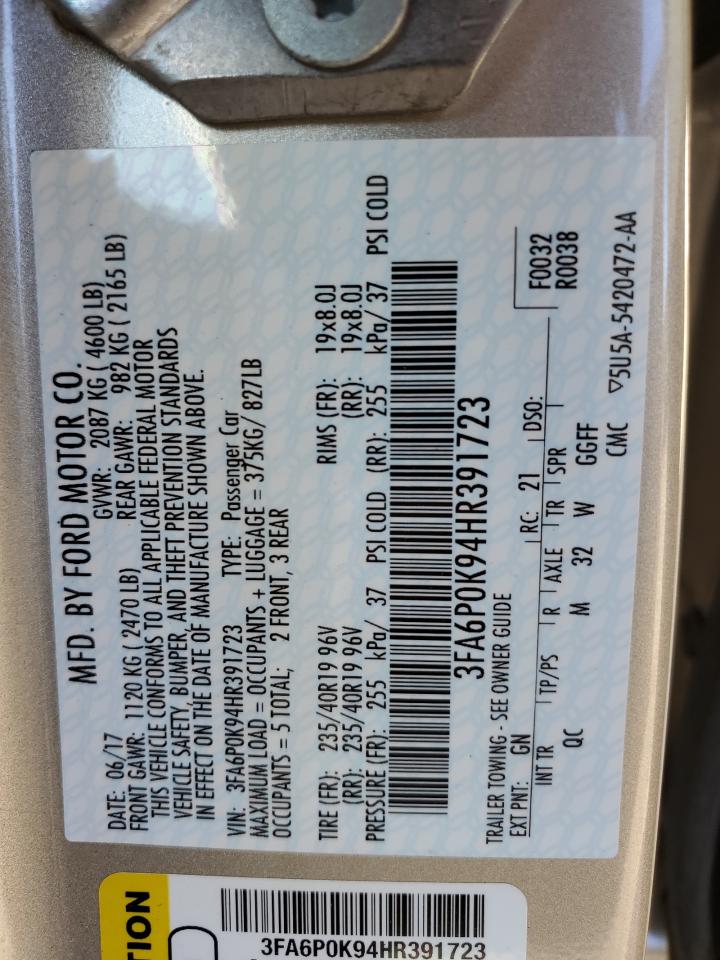 MFD. BY FORD MOTOR CO.
DATE: 06/17 GVWR: 2087 KG ( 4600 LB)
FRONT GAWR: 1120 KG ( 2470 LB) REAR GAWR: 982 KG ( 2165 LB)
THIS VEHICLE CONFORMS TO ALL APPLICABLE FEDERAL MOTOR
VEHICLE SAFETY, BUMPER, AND THEFT PREVENTION STANDARDS
IN EFFECT ON THE DATE OF MANUFACTURE SHOWN ABOVE.
VIN: 3FA6P0K94HR391723 TYPE: Passenger Car
MAXIMUM LOAD = OCCUPANTS + LUGGAGE = 375KG/ 827LB
OCCUPANTS = 5 TOTAL; 2 FRONT, 3 REAR
TIRE (FR): 235/40R19 96V RIMS (FR): 19x8.0J
(RR): 235/40R19 96V (RR): 19x8.0J
PRESSURE (FR): 255 kPa/ 37 PSI COLD (RR): 255 kPa/ 37 PSI COLD
3FA6P0K94HR391723
TRAILER TOWING - SEE OWNER GUIDE
EXT PNT: GN RC: 21 DSO: F0032
R0038
INT TR TP/PS R AXLE TR SPR
QC M 32 W GGFF
CMC ▽5U5A-5420472-AA
TION
3FA6P0K94HR391723